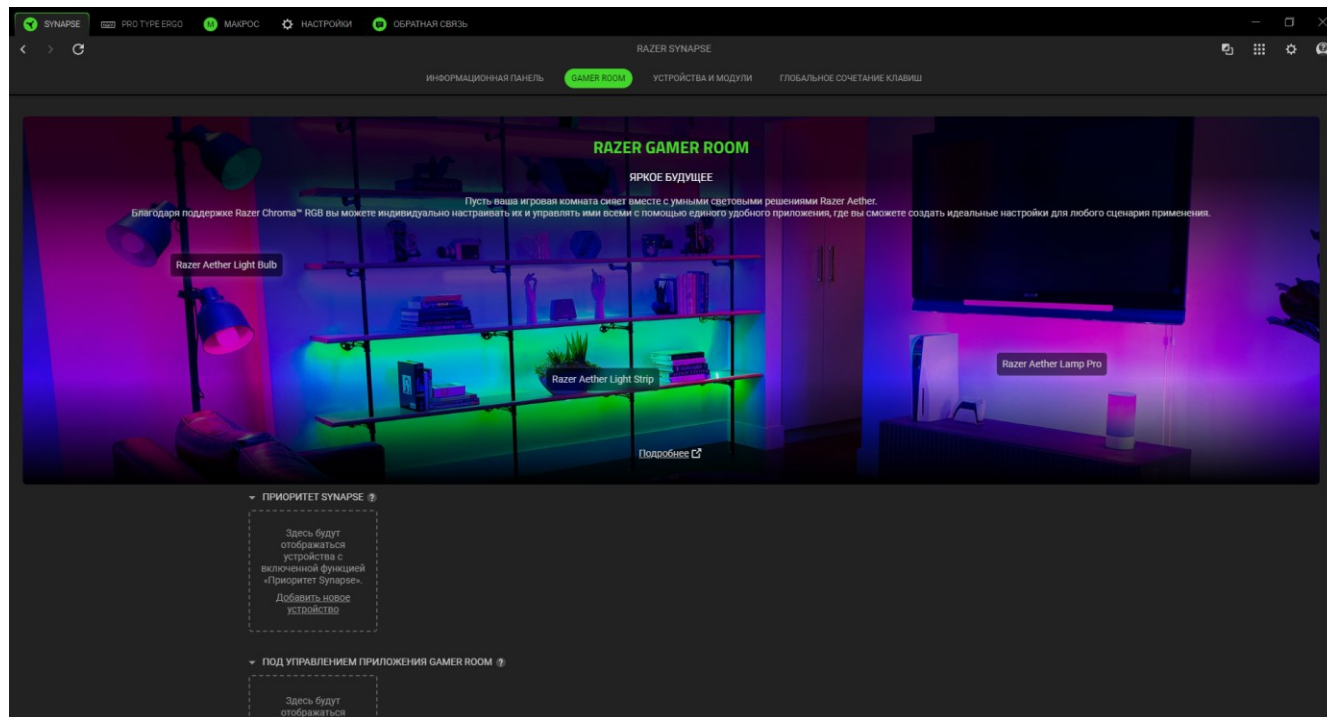 SYNAPSE
PRO TYPE ERGO
МАКРОС
НАСТРОЙКИ
ОБРАТНАЯ СВЯЗЬ
RAZER SYNAPSE
ИНФОРМАЦИОННАЯ ПАНЕЛЬ
GAMER ROOM
УСТРОЙСТВА И МОДУЛИ
ГЛОБАЛЬНОЕ СОЧЕТАНИЕ КЛАВИШ
RAZER GAMER ROOM
ЯРКОЕ БУДУЩЕЕ
Пусть ваша игровая комната сияет вместе с умными световыми решениями Razer Aether.
Благодаря поддержке Razer Chroma™ RGB вы можете индивидуально настраивать их и управлять ими всеми с помощью единого удобного приложения, где вы сможете создать идеальные настройки для любого сценария применения.
Razer Aether Light Bulb
Razer Aether Light Strip
Razer Aether Lamp Pro
Подробнее
ПРИОРИТЕТ SYNAPSE
Здесь будут
отображаться
устройства с
включенной функцией
«Приоритет Synapse».
Добавить новое
устройство
ПОД УПРАВЛЕНИЕМ ПРИЛОЖЕНИЯ GAMER ROOM
Здесь будут
отображаться